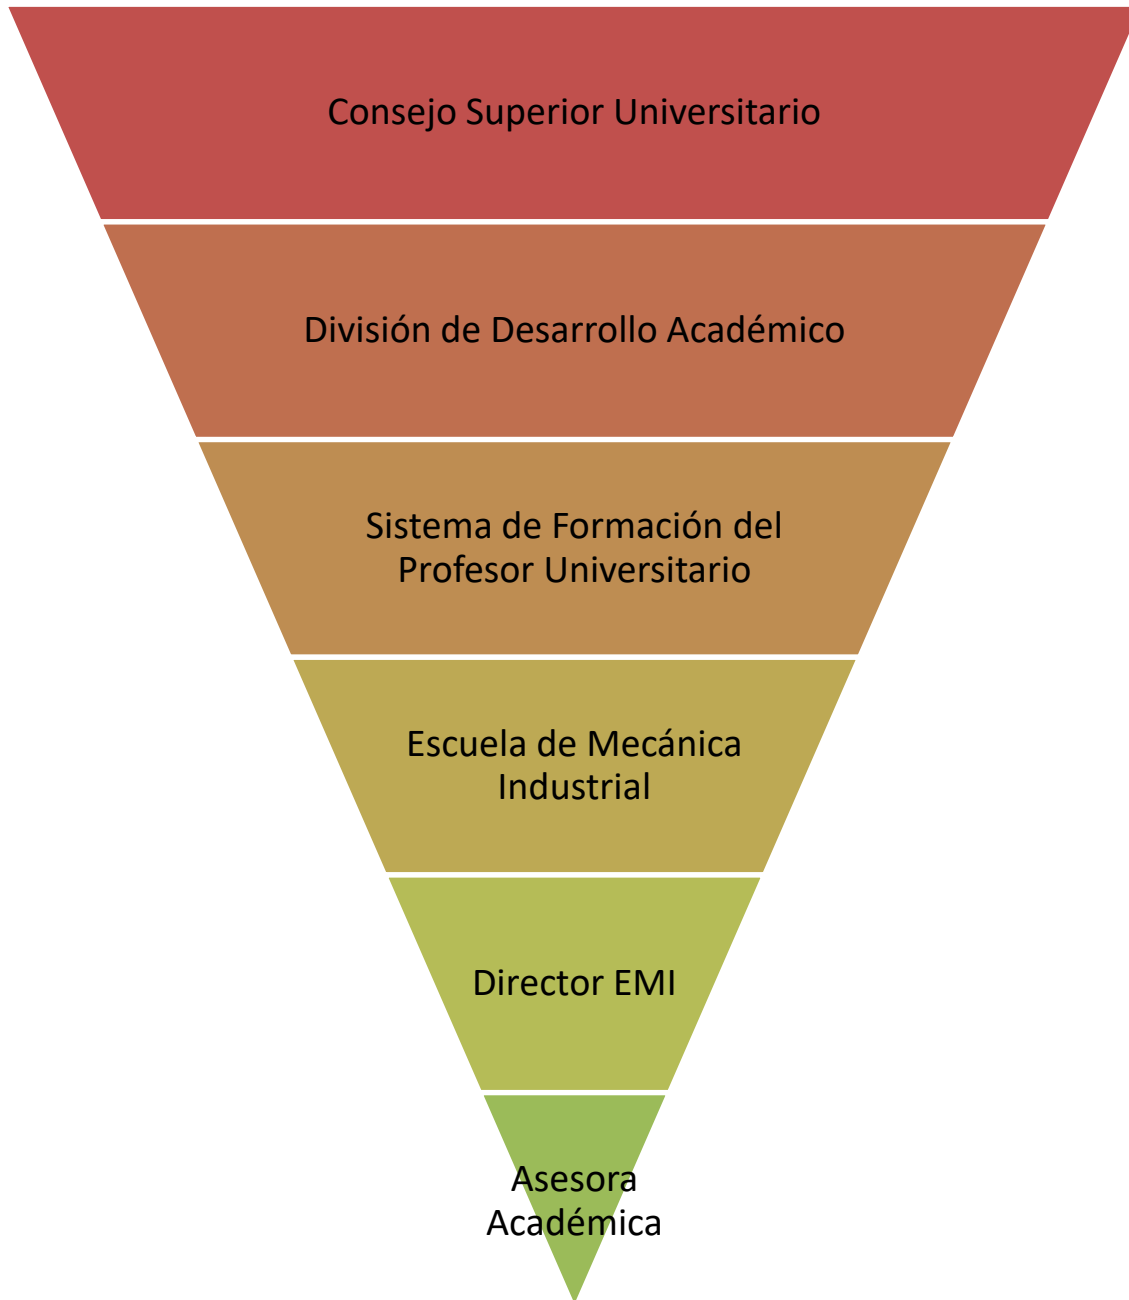 Consejo Superior Universitario
División de Desarrollo Académico
Sistema de Formación del
Profesor Universitario
Escuela de Mecánica
Industrial
Director EMI
Asesora
Académica